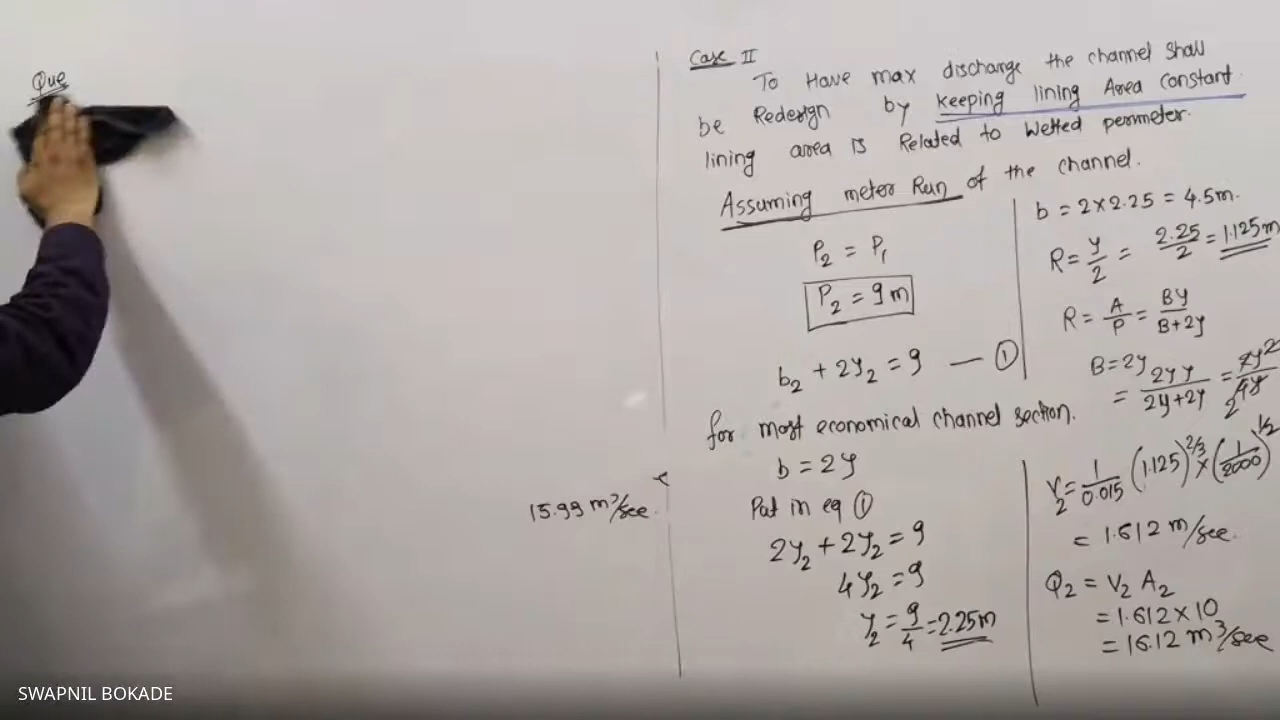 Que
15.99 m³/sec.
Case II
To Have max discharge the channel shall
be Redesign by keeping lining Area constant.
lining area is Related to Wetted perimeter.
Assuming meter Run of the channel.
P₂ = P₁
P₂ = 9 m
b₂ + 2y₂ = 9 — ①
for most economical channel section.
b = 2y
Put in eq ①
2y₂ + 2y₂ = 9
4y₂ = 9
y₂ = 9/4 = 2.25m
b = 2 × 2.25 = 4.5m.
R = y/2 = 2.25/2 = 1.125m
R = A/P = By/B+2y
B = 2y
= 2y y/2y+2y = 2y²/4y
V₂ = 1/0.015 (1.125)^2/3 × (1/2000)^1/2
= 1.612 m/sec.
Q₂ = V₂ A₂
= 1.612 × 10
= 16.12 m³/sec
SWAPNIL BOKADE